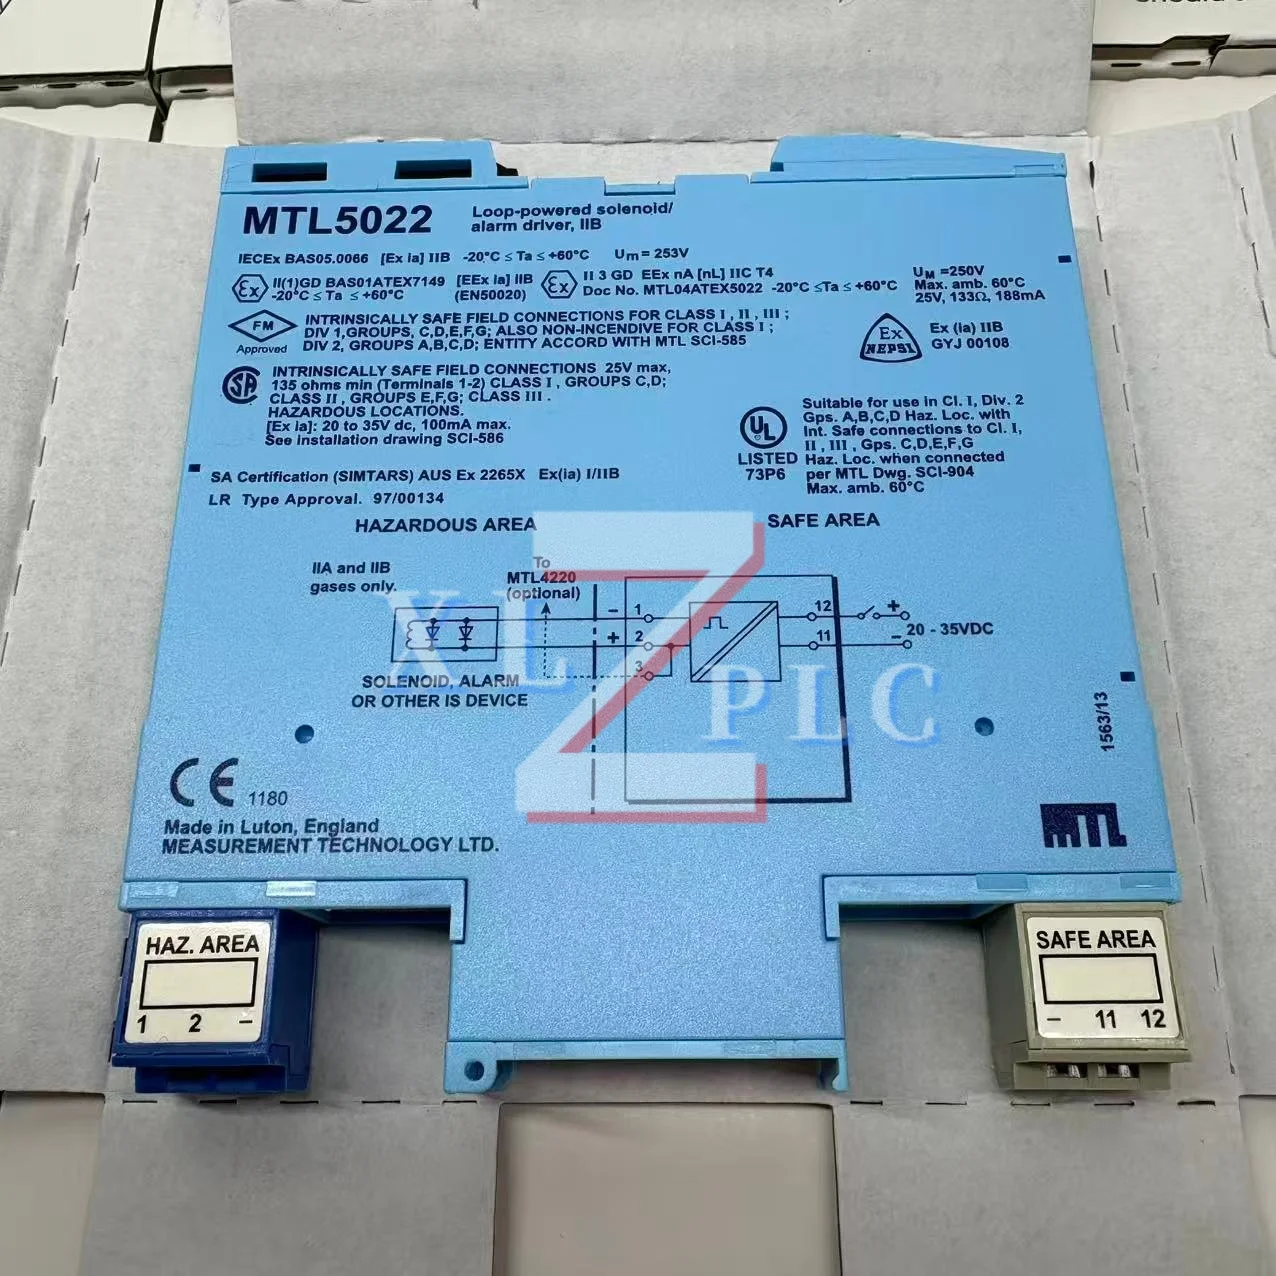 MTL5022
Loop-powered solenoid/
alarm driver, IIB
IECEx BAS05.0066 [Ex ia] IIB -20°C ≤ Ta ≤ +60°C Um = 253V
Ex II(1)GD BAS01ATEX7149 [EEx ia] IIB
-20°C ≤ Ta ≤ +60°C (EN50020)
Ex II 3 GD EEx nA [nL] IIC T4
Doc No. MTL04ATEX5022 -20°C ≤Ta ≤ +60°C
UM =250V
Max. amb. 60°C
25V, 133Ω, 188mA
FM
Approved
INTRINSICALLY SAFE FIELD CONNECTIONS FOR CLASS I , II , III ;
DIV 1,GROUPS, C,D,E,F,G; ALSO NON-INCENDIVE FOR CLASS I ;
DIV 2, GROUPS A,B,C,D; ENTITY ACCORD WITH MTL SCI-585
Ex
NEPSI
Ex (ia) IIB
GYJ 00108
SA
INTRINSICALLY SAFE FIELD CONNECTIONS 25V max,
135 ohms min (Terminals 1-2) CLASS I , GROUPS C,D;
CLASS II , GROUPS E,F,G; CLASS III .
HAZARDOUS LOCATIONS.
[Ex ia]: 20 to 35V dc, 100mA max.
See installation drawing SCI-586
UL
LISTED
73P6
Suitable for use in Cl. I, Div. 2
Gps. A,B,C,D Haz. Loc. with
Int. Safe connections to Cl. I,
II , III , Gps. C,D,E,F,G
Haz. Loc. when connected
per MTL Dwg. SCI-904
Max. amb. 60°C
SA Certification (SIMTARS) AUS Ex 2265X Ex(ia) I/IIB
LR Type Approval. 97/00134
HAZARDOUS AREA
SAFE AREA
IIA and IIB
gases only.
To
MTL4220
(optional)
− 1
+ 2
3
12 +
11 −
20 - 35VDC
SOLENOID, ALARM
OR OTHER IS DEVICE
XL Z PLC
1563/13
CE 1180
Made in Luton, England
MEASUREMENT TECHNOLOGY LTD.
MTL
HAZ. AREA
1 2 −
SAFE AREA
− 11 12